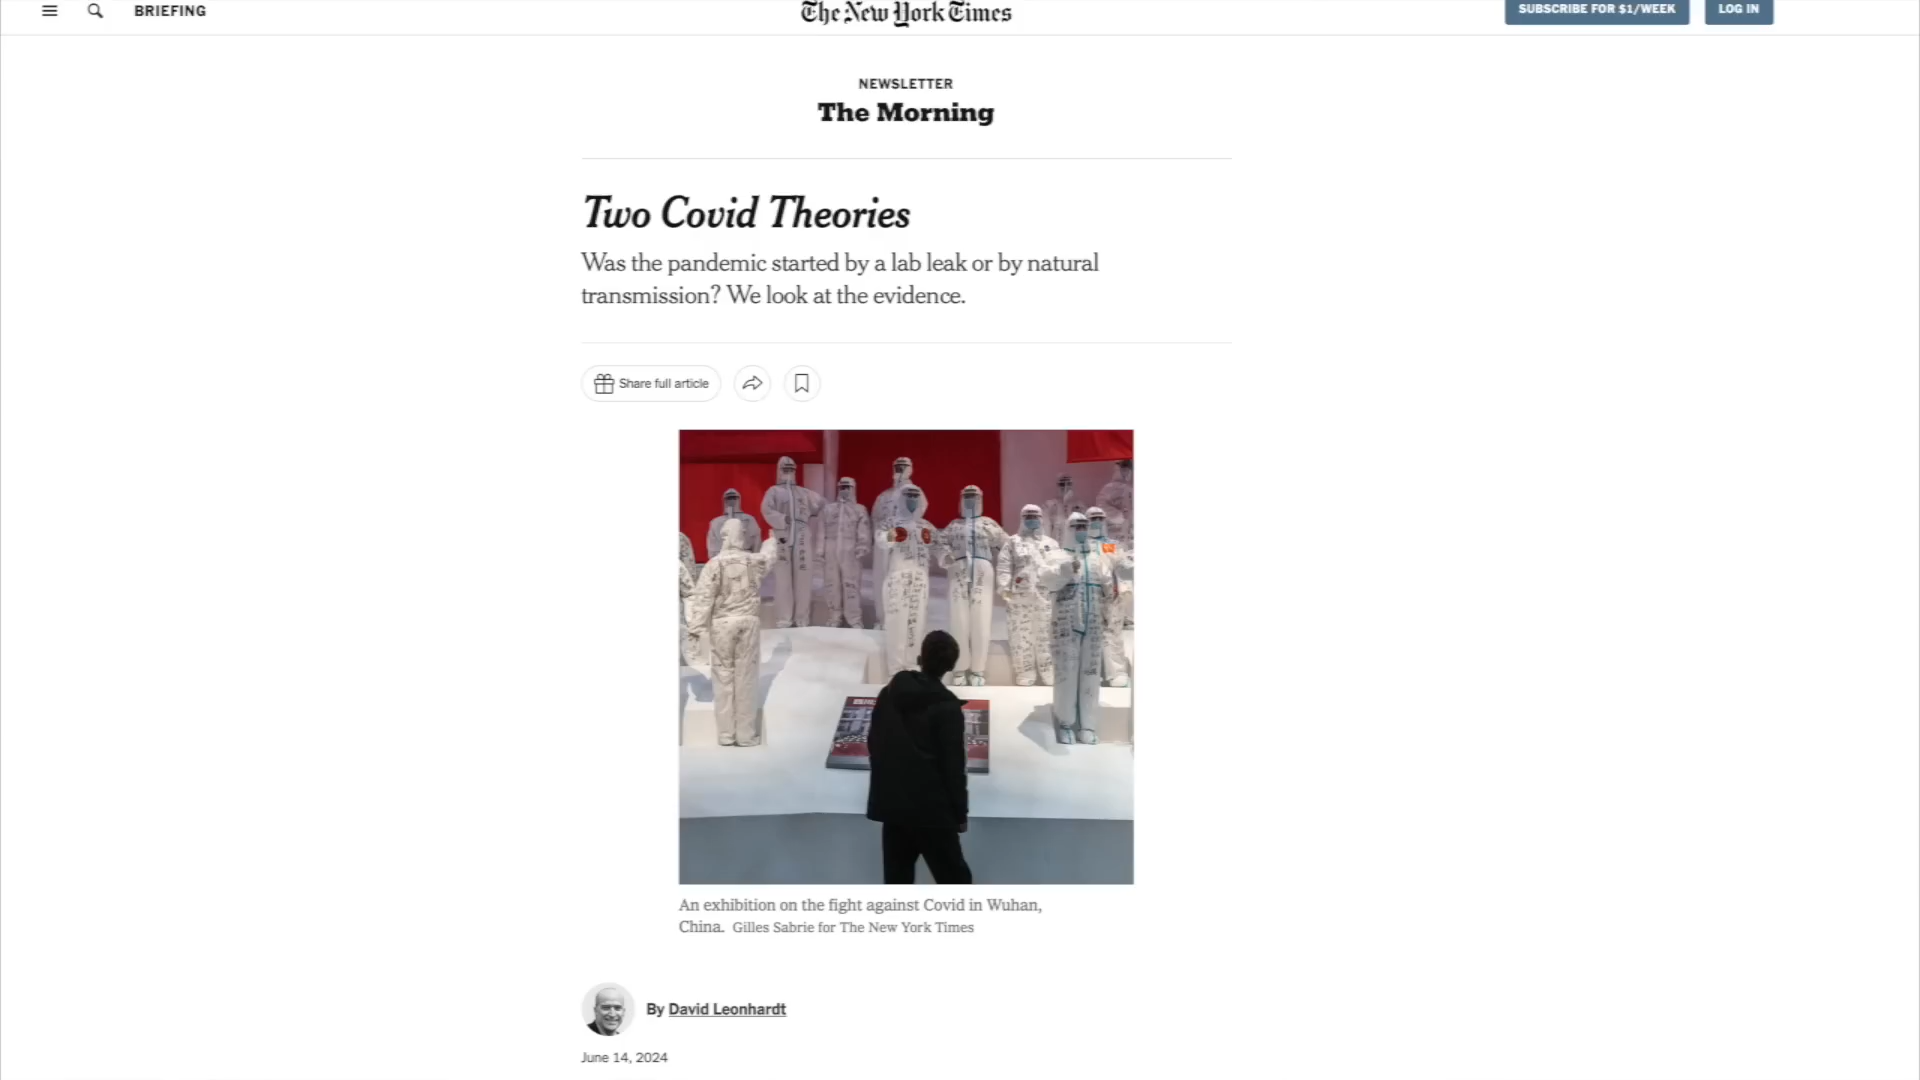 BRIEFING
The New York Times
SUBSCRIBE FOR $1/WEEK
LOG IN
NEWSLETTER
The Morning
Two Covid Theories
Was the pandemic started by a lab leak or by natural
transmission? We look at the evidence.
Share full article
An exhibition on the fight against Covid in Wuhan,
China. Gilles Sabrie for The New York Times
By David Leonhardt
June 14, 2024